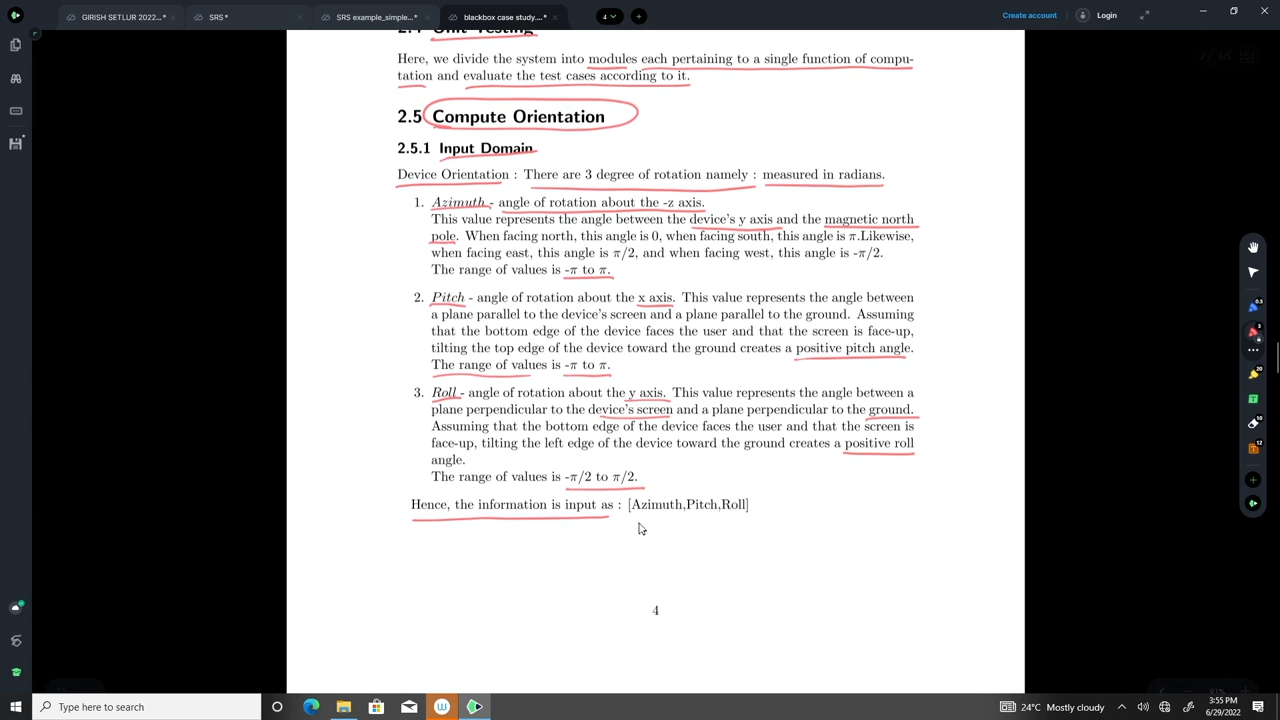 GIRISH SETLUR 2022...*
SRS *
SRS example_simple...*
blackbox case study....*
4
Create account
Login
2.4 Unit Testing
Here, we divide the system into modules each pertaining to a single function of compu-
tation and evaluate the test cases according to it.
2.5 Compute Orientation
2.5.1 Input Domain
Device Orientation : There are 3 degree of rotation namely : measured in radians.
1. Azimuth - angle of rotation about the -z axis.
This value represents the angle between the device's y axis and the magnetic north
pole. When facing north, this angle is 0, when facing south, this angle is π.Likewise,
when facing east, this angle is π/2, and when facing west, this angle is -π/2.
The range of values is -π to π.
2. Pitch - angle of rotation about the x axis. This value represents the angle between
a plane parallel to the device's screen and a plane parallel to the ground. Assuming
that the bottom edge of the device faces the user and that the screen is face-up,
tilting the top edge of the device toward the ground creates a positive pitch angle.
The range of values is -π to π.
3. Roll - angle of rotation about the y axis. This value represents the angle between a
plane perpendicular to the device's screen and a plane perpendicular to the ground.
Assuming that the bottom edge of the device faces the user and that the screen is
face-up, tilting the left edge of the device toward the ground creates a positive roll
angle.
The range of values is -π/2 to π/2.
Hence, the information is input as : [Azimuth,Pitch,Roll]
4
0.5
3
20
12
Type here to search
24°C Mostly cloudy
3:55 PM
6/29/2022